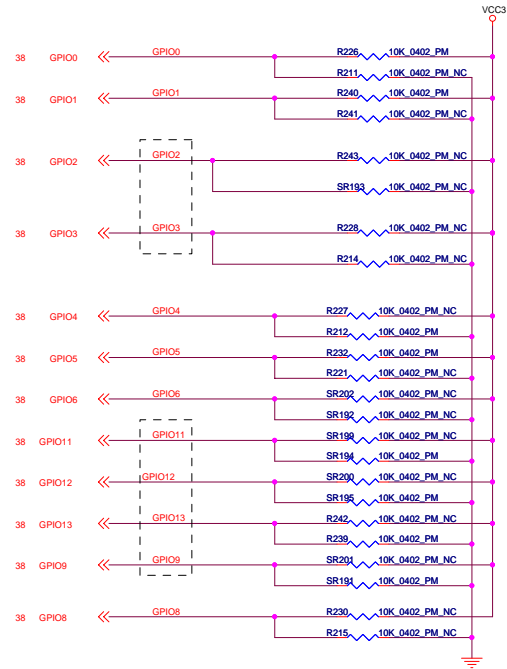 VCC3
38 GPIO0 GPIO0 R226 10K_0402_PM
R211 10K_0402_PM_NC
38 GPIO1 GPIO1 R240 10K_0402_PM
R241 10K_0402_PM_NC
38 GPIO2 GPIO2 R243 10K_0402_PM_NC
SR193 10K_0402_PM_NC
38 GPIO3 GPIO3 R228 10K_0402_PM_NC
R214 10K_0402_PM_NC
38 GPIO4 GPIO4 R227 10K_0402_PM_NC
R212 10K_0402_PM
38 GPIO5 GPIO5 R232 10K_0402_PM
R221 10K_0402_PM_NC
38 GPIO6 GPIO6 SR202 10K_0402_PM_NC
SR192 10K_0402_PM_NC
38 GPIO11 GPIO11 SR199 10K_0402_PM_NC
SR194 10K_0402_PM
38 GPIO12 GPIO12 SR200 10K_0402_PM_NC
SR195 10K_0402_PM
38 GPIO13 GPIO13 R242 10K_0402_PM_NC
R239 10K_0402_PM
38 GPIO9 GPIO9 SR201 10K_0402_PM_NC
SR191 10K_0402_PM
38 GPIO8 GPIO8 R230 10K_0402_PM_NC
R215 10K_0402_PM_NC